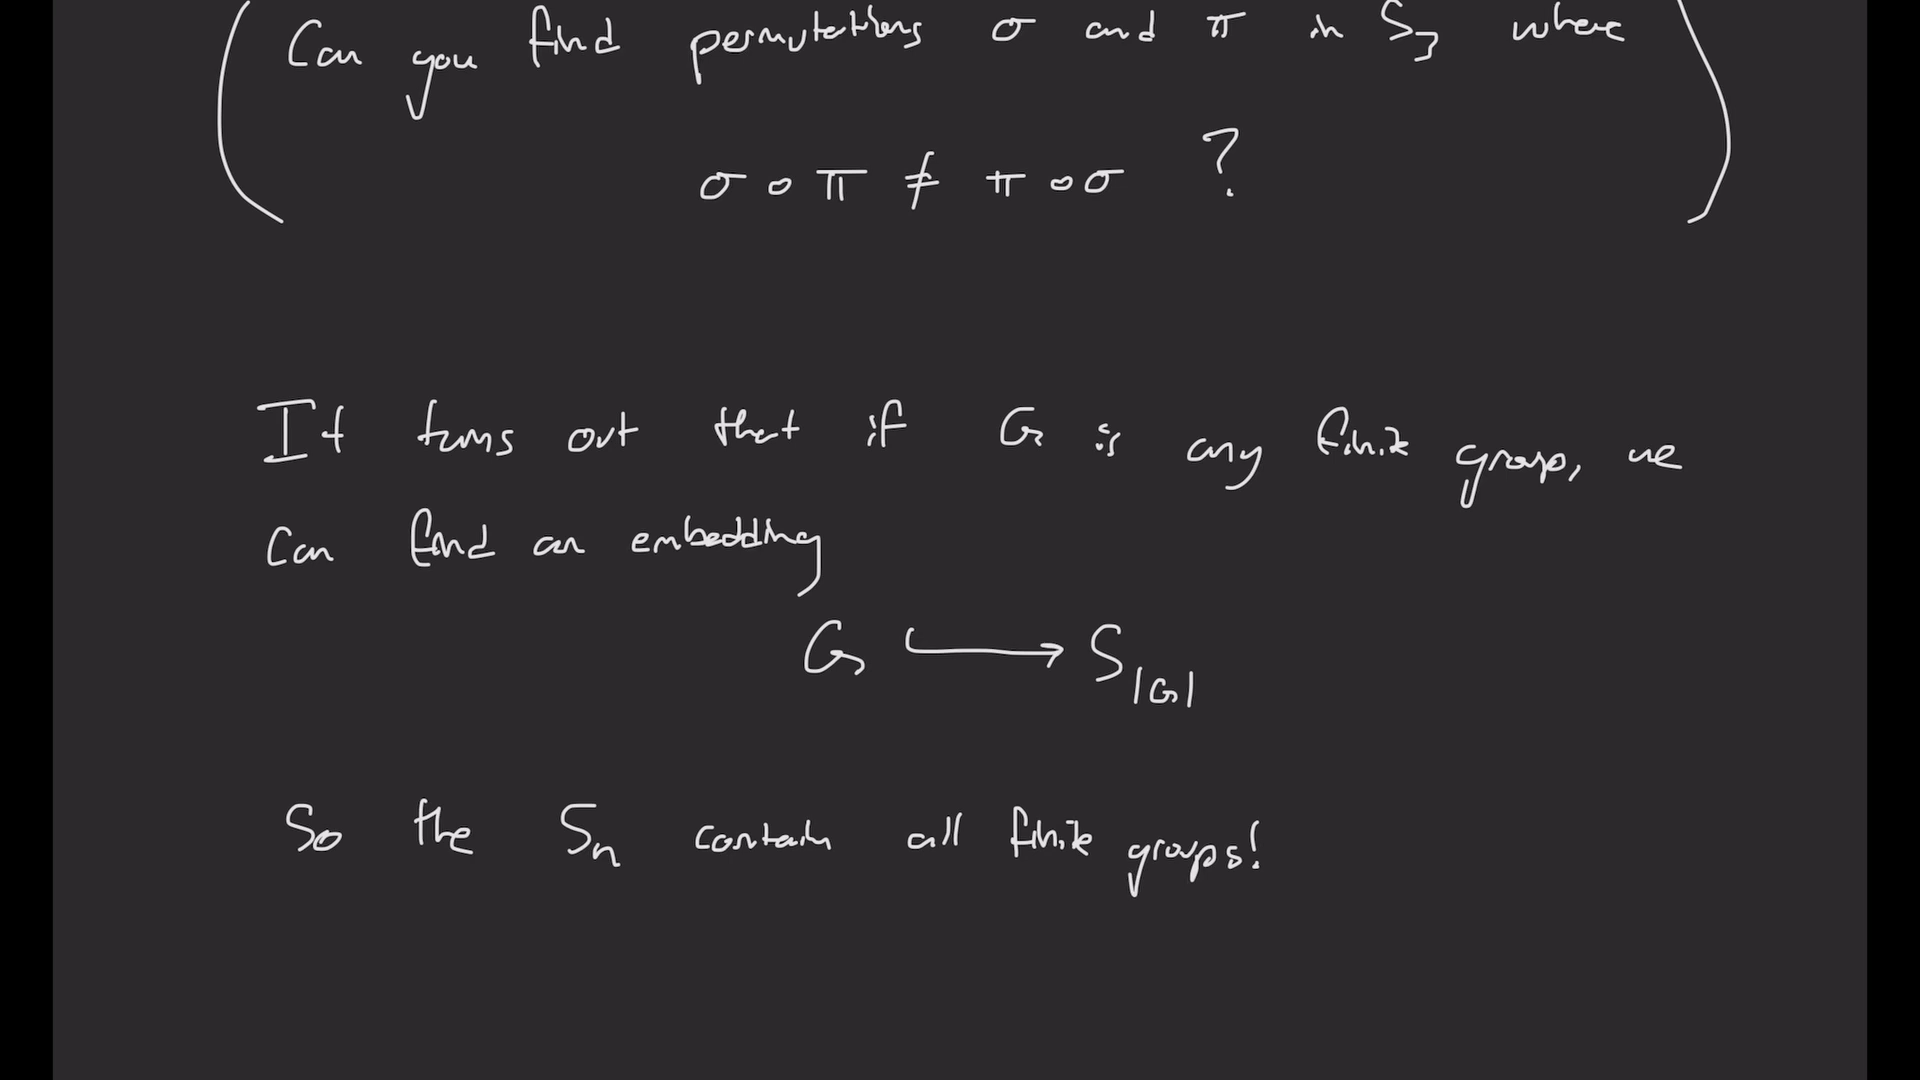 Can you find permutations σ and π in S₃ where
σ ∘ π ≠ π ∘ σ ?
It turns out that if G is any finite group, we
can find an embedding
G ↪ S_|G|
So the Sₙ contain all finite groups!